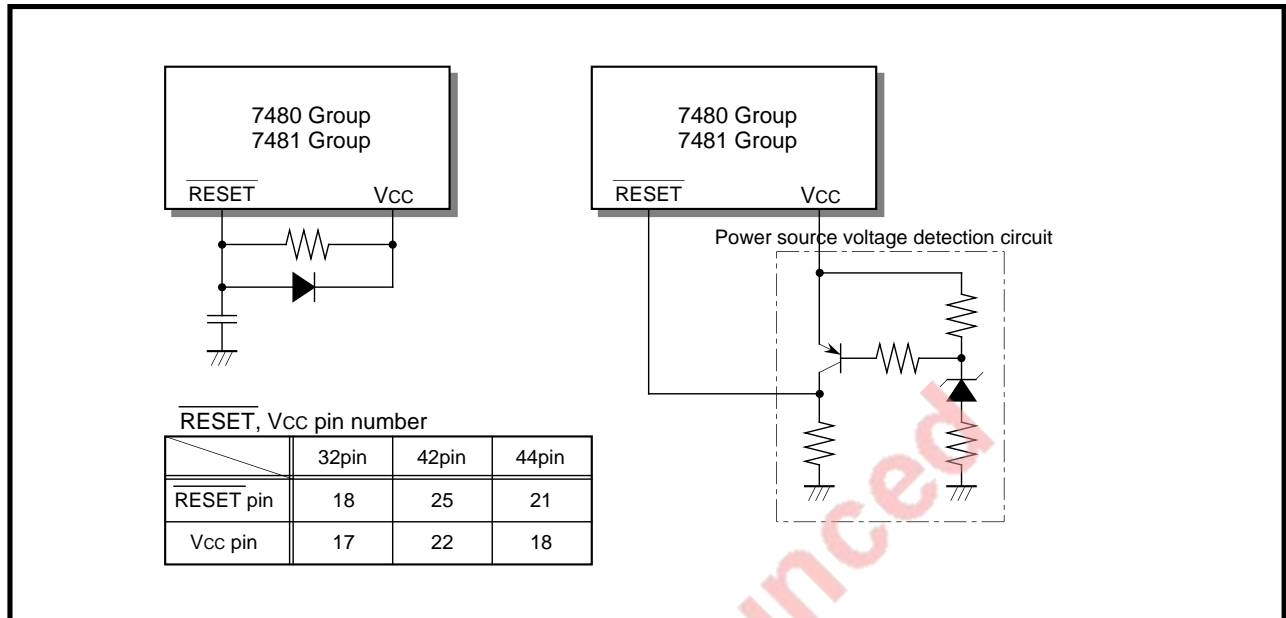 7480 Group
7481 Group
RESET
VCC
7480 Group
7481 Group
RESET
VCC
Power source voltage detection circuit
RESET, VCC pin number
32pin 42pin 44pin
RESET pin 18 25 21
VCC pin 17 22 18
unced